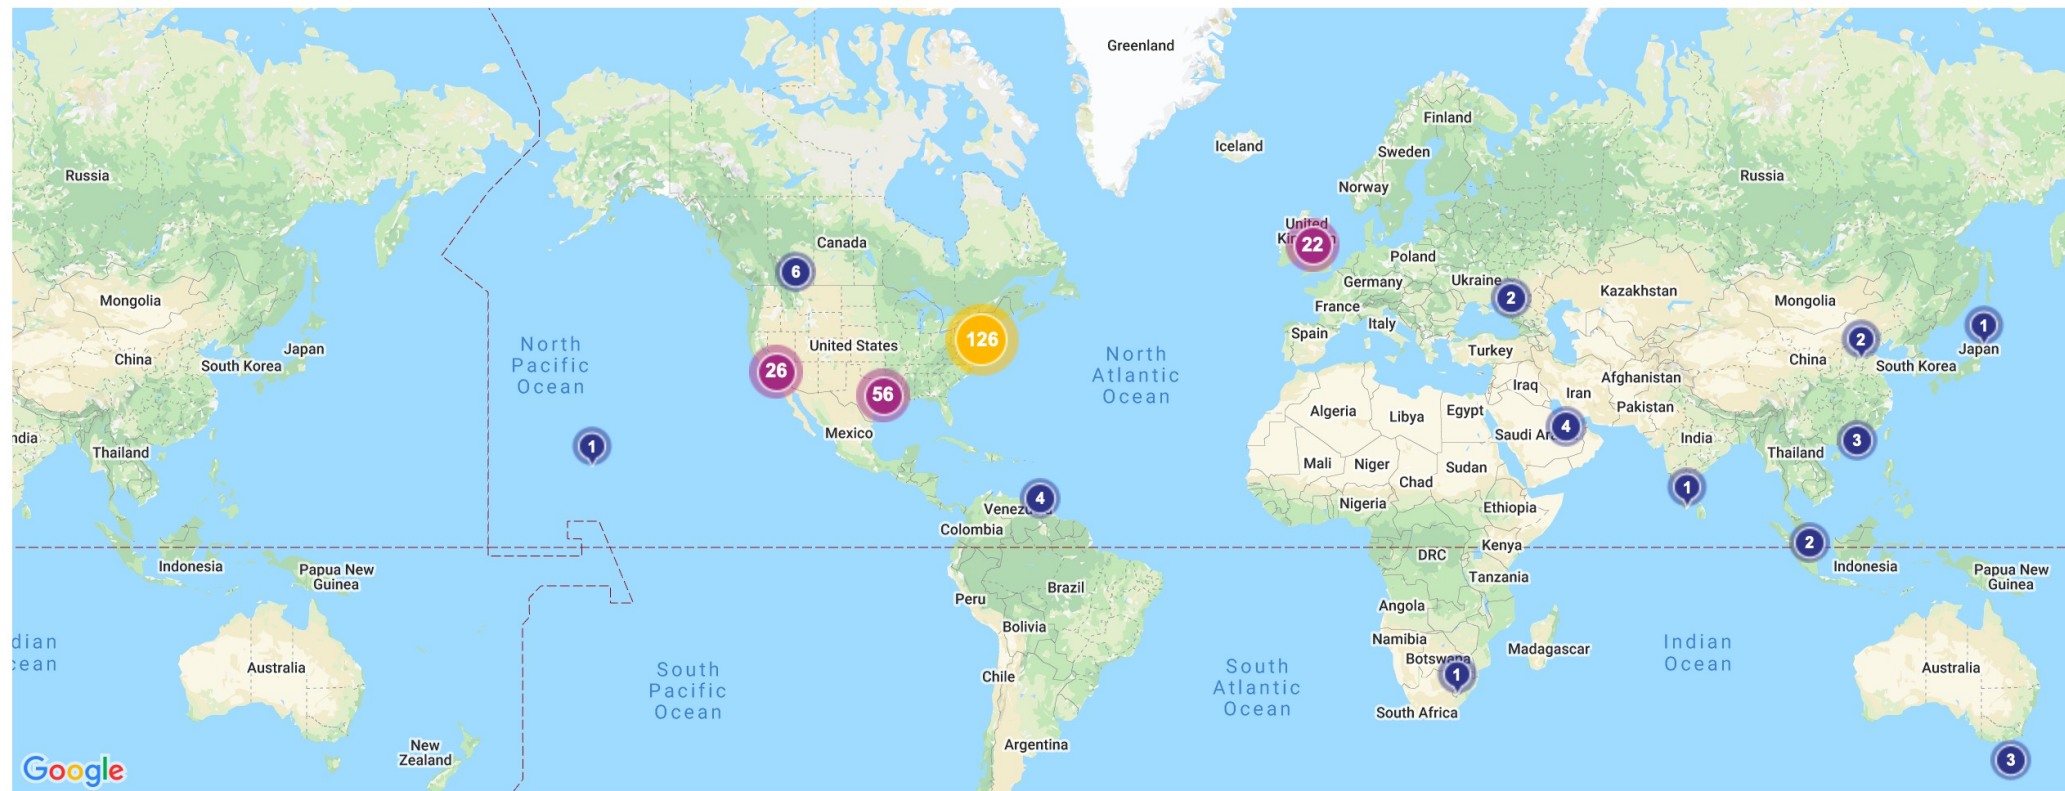 Greenland
Finland
Iceland
Sweden
Russia
Russia
Norway
United
Canada
22
Poland
6
Ukraine
Germany
Kazakhstan
Mongolia
2
Mongolia
France
Italy
1
Spain
126
2
North
Pacific
Ocean
United States
Japan
Turkey
Japan
North
Atlantic
Ocean
China
South Korea
China
South Korea
26
Afghanistan
Iraq
Iran
56
Pakistan
Algeria
Libya
Egypt
4
Mexico
Saudi
India
3
ndia
1
Thailand
Thailand
Mali
Niger
Sudan
Chad
1
4
Nigeria
Ethiopia
Colombia
2
Kenya
DRC
Indonesia
Papua New
Guinea
Indonesia
Papua New
Guinea
Tanzania
Brazil
Peru
Angola
Bolivia
dian
cean
Namibia
Madagascar
Indian
Ocean
Botswana
Australia
South
Pacific
Ocean
Chile
South
Atlantic
Ocean
1
Australia
South Africa
New
Zealand
Argentina
3
Google